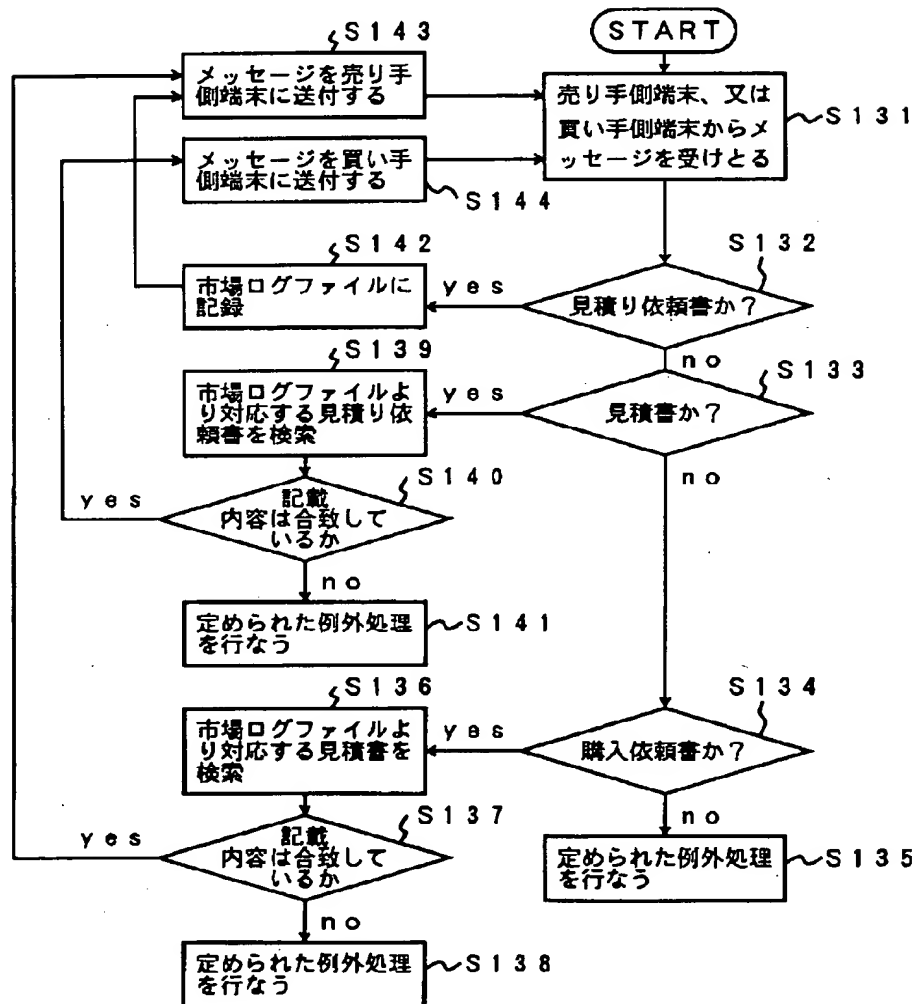 START
S143
メッセージを売り手
側端末に送付する
売り手側端末、又は
買い手側端末からメ
ッセージを受けとる
S131
メッセージを買い手
側端末に送付する
S144
S142
市場ログファイルに
記録
yes
S132
見積り依頼書か?
no
S139
市場ログファイルよ
り対応する見積り依
頼書を検索
yes
S133
見積書か?
no
S140
yes
記載
内容は合致して
いるか
no
定められた例外処理
を行なう
S141
S136
市場ログファイルよ
り対応する見積書を
検索
yes
S134
購入依頼書か?
no
S137
yes
記載
内容は合致して
いるか
no
定められた例外処理
を行なう
S135
定められた例外処理
を行なう
S138